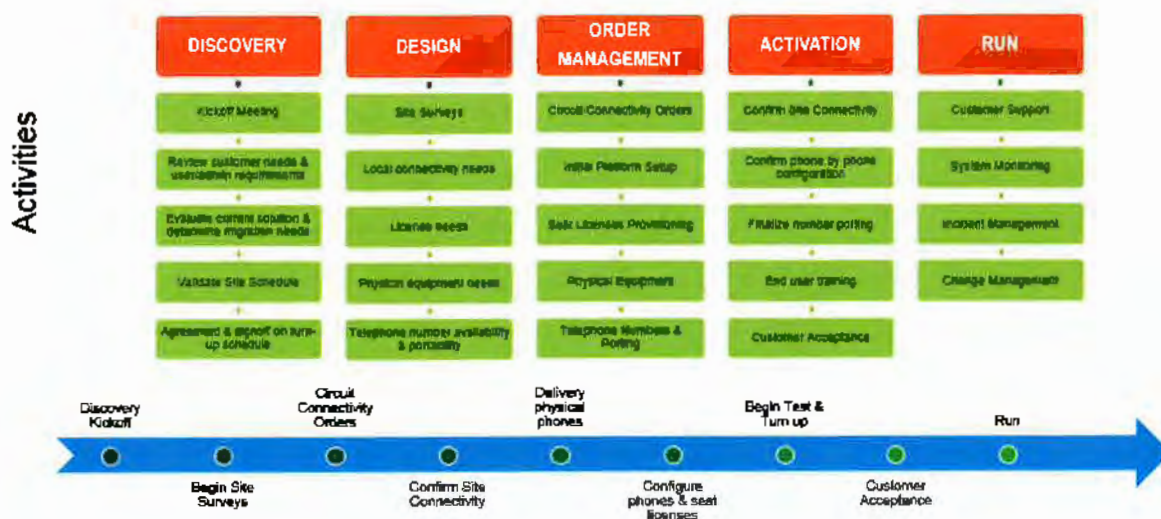 Activities
DISCOVERY
Kickoff Meeting
Review customer needs &
requirements
Evaluate current solution &
determine migration needs
Validate Site Schedule
Agreement & signoff on turn-
up schedule
DESIGN
Site Surveys
Local connectivity needs
License needs
Physical equipment needs
Telephone number availability
& portability
ORDER
MANAGEMENT
Circuit/Connectivity Orders
Initial Platform Setup
Seat Licenses Provisioning
Physical Equipment
Telephone Numbers &
Porting
ACTIVATION
Confirm Site Connectivity
Confirm phone by phone
configuration
Finalize number porting
End user training
Customer Acceptance
RUN
Customer Support
System Monitoring
Incident Management
Change Management
Discovery
Kickoff
Begin Site
Surveys
Circuit
Connectivity
Orders
Confirm Site
Connectivity
Delivery
physical
phones
Configure
phones & seat
licenses
Begin Test &
Turn up
Customer
Acceptance
Run